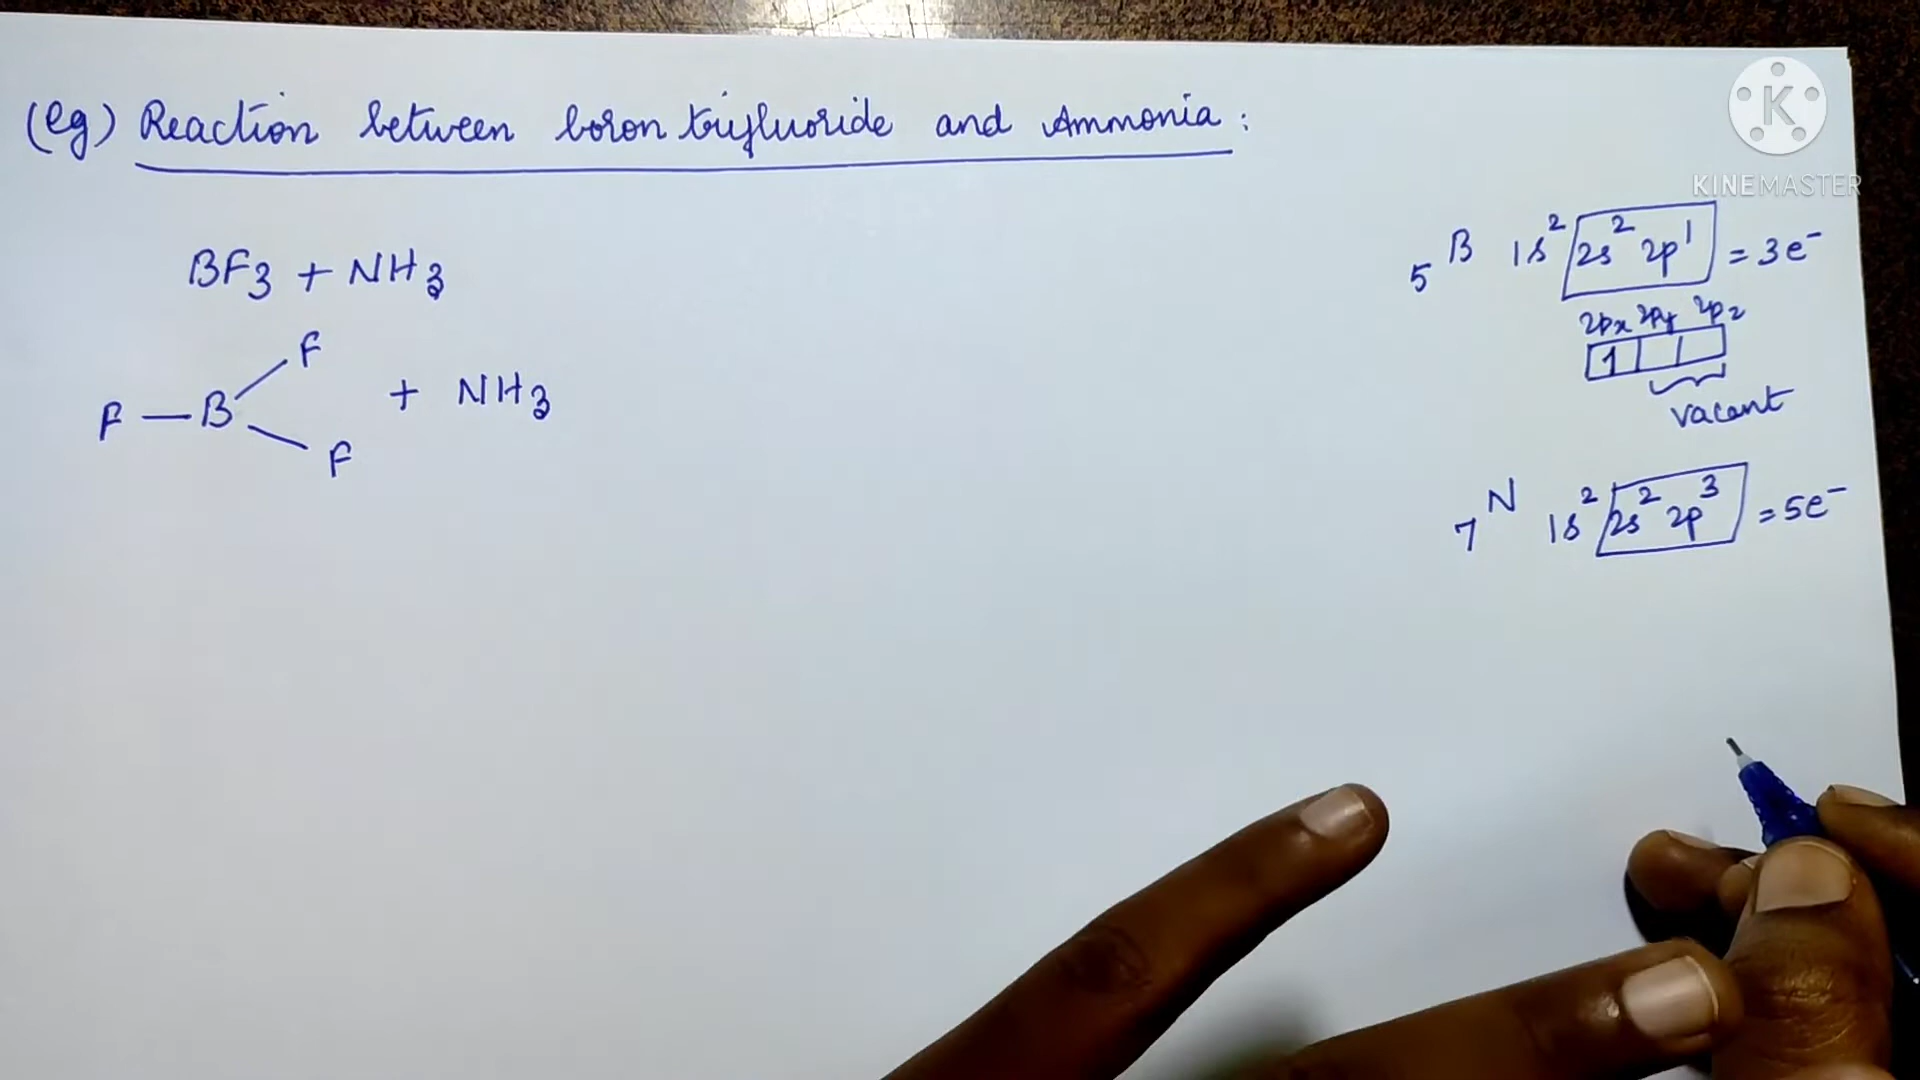 (eg) Reaction between boron trifluoride and Ammonia :
K
KINEMASTER
BF3 + NH3
F — B F F + NH3
5 B 1s² 2s² 2p¹ = 3e⁻
2px 2py 2pz
1
vacant
7 N 1s² 2s² 2p³ = 5e⁻